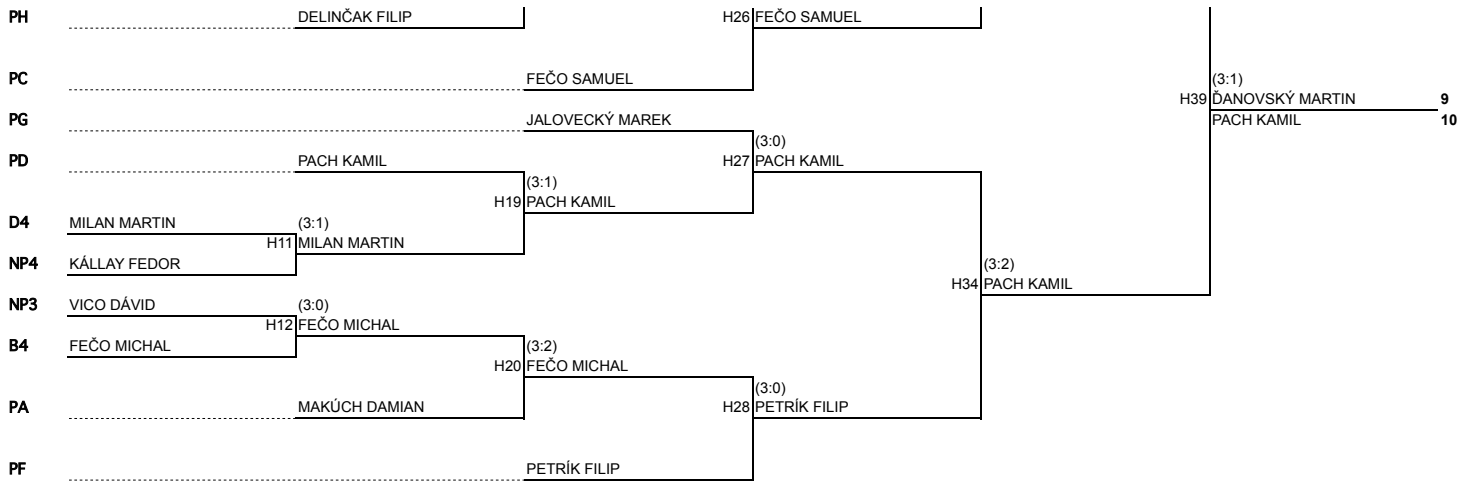 PH DELINČAK FILIP H26 FEČO SAMUEL
PC FEČO SAMUEL (3:1)
H39 ĎANOVSKÝ MARTIN 9
PG JALOVECKÝ MAREK PACH KAMIL 10
(3:0)
PD PACH KAMIL H27 PACH KAMIL
(3:1)
H19 PACH KAMIL
D4 MILAN MARTIN (3:1)
H11 MILAN MARTIN
NP4 KÁLLAY FEDOR (3:2)
H34 PACH KAMIL
NP3 VICO DÁVID (3:0)
H12 FEČO MICHAL
B4 FEČO MICHAL (3:2)
H20 FEČO MICHAL
(3:0)
PA MAKÚCH DAMIAN H28 PETRÍK FILIP
PF PETRÍK FILIP